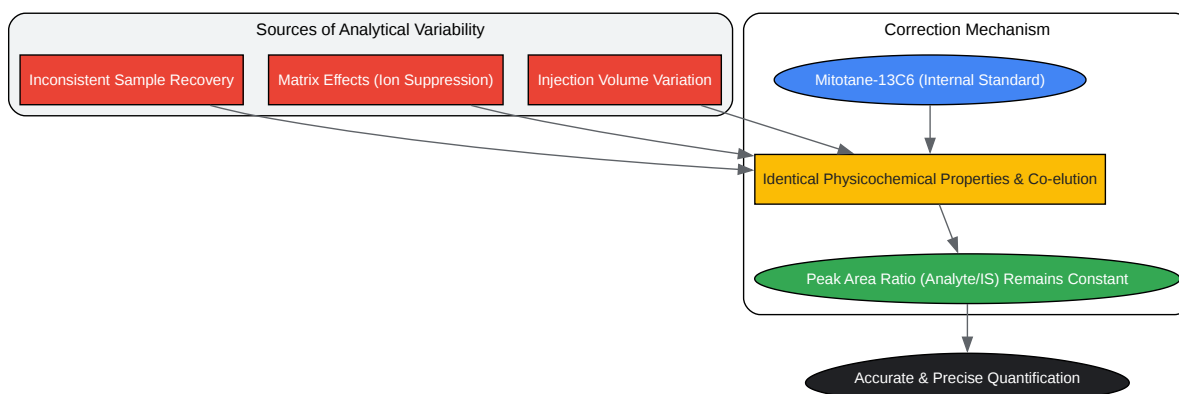 Sources of Analytical Variability
Inconsistent Sample Recovery
Matrix Effects (Ion Suppression)
Injection Volume Variation
Correction Mechanism
Mitotane-13C6 (Internal Standard)
Identical Physicochemical Properties & Co-elution
Peak Area Ratio (Analyte/IS) Remains Constant
Accurate & Precise Quantification